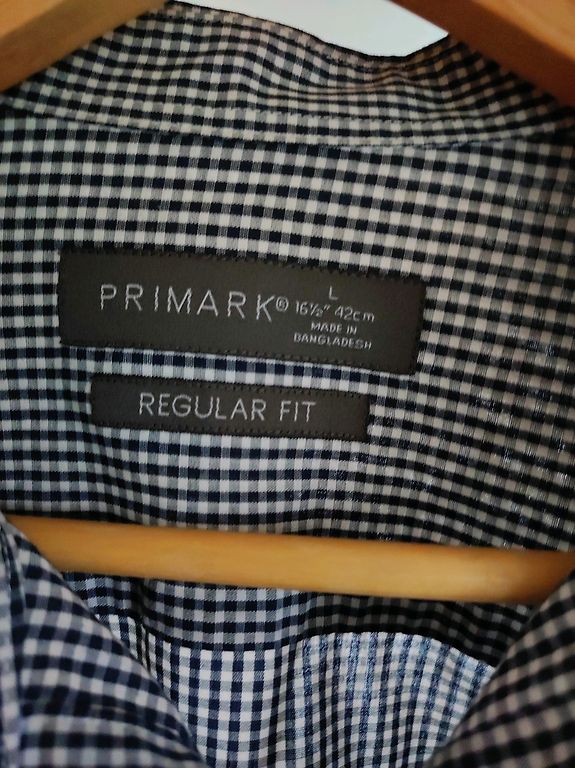 PRIMARK®
L
16½" 42cm
MADE IN
BANGLADESH
REGULAR FIT